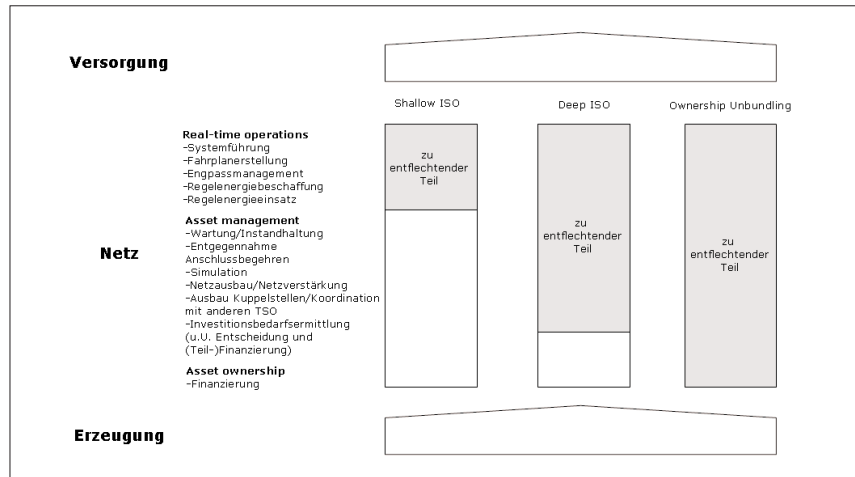 Versorgung
Shallow ISO
Deep ISO
Ownership Unbundling
Real-time operations
-Systemführung
-Fahrplanerstellung
-Engpassmanagement
-Regelenergiebeschaffung
-Regelenergieeinsatz
Netz
Asset management
-Wartung/Instandhaltung
-Entgegennahme
Anschlussbegehren
-Simulation
-Netzausbau/Netzverstärkung
-Ausbau Kuppelstellen/Koordination
mit anderen TSO
-Investitionsbedarfsermittlung
(u.U. Entscheidung und
(Teil-)Finanzierung)
Asset ownership
-Finanzierung
zu
entflechtender
Teil
zu
entflechtender
Teil
zu
entflechtender
Teil
Erzeugung